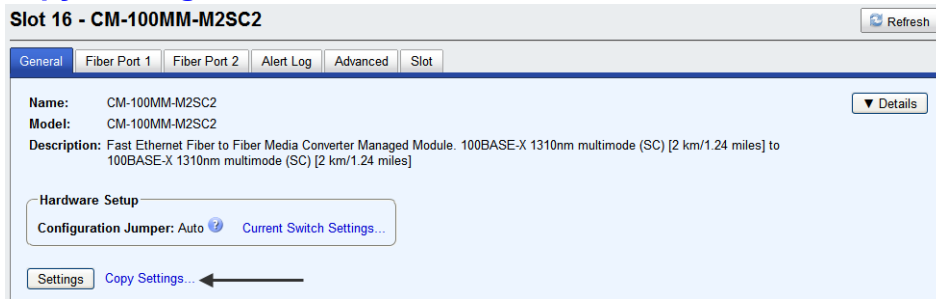 Slot 16 - CM-100MM-M2SC2
Refresh
General Fiber Port 1 Fiber Port 2 Alert Log Advanced Slot
Name: CM-100MM-M2SC2
▼ Details
Model: CM-100MM-M2SC2
Description: Fast Ethernet Fiber to Fiber Media Converter Managed Module. 100BASE-X 1310nm multimode (SC) [2 km/1.24 miles] to
100BASE-X 1310nm multimode (SC) [2 km/1.24 miles]
Hardware Setup
Configuration Jumper: Auto ? Current Switch Settings...
Settings Copy Settings...